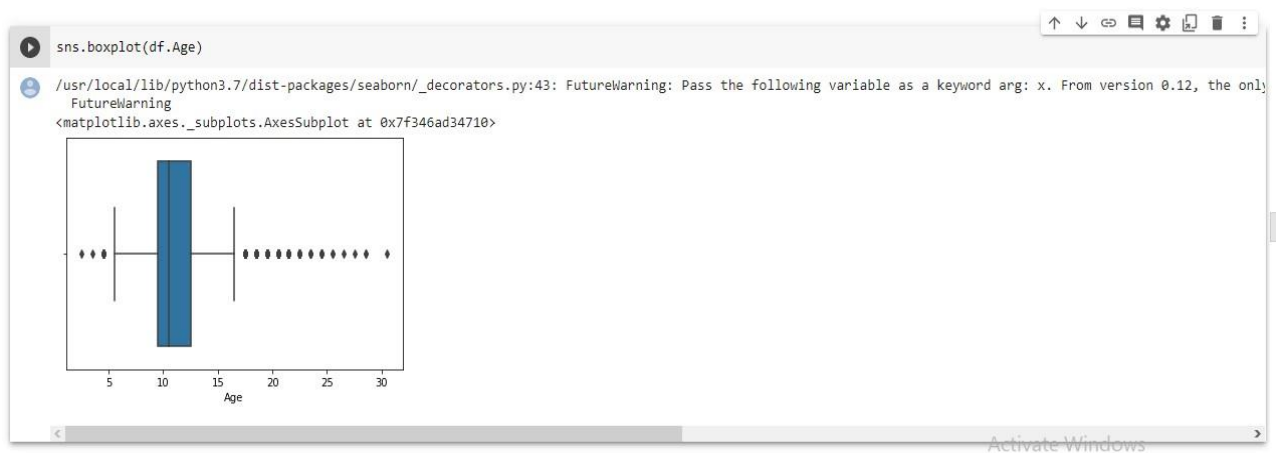 sns.boxplot(df.Age)
/usr/local/lib/python3.7/dist-packages/seaborn/_decorators.py:43: FutureWarning: Pass the following variable as a keyword arg: x. From version 0.12, the only
FutureWarning
<matplotlib.axes._subplots.AxesSubplot at 0x7f346ad34710>
5 10 15 20 25 30
Age
Activate Windows